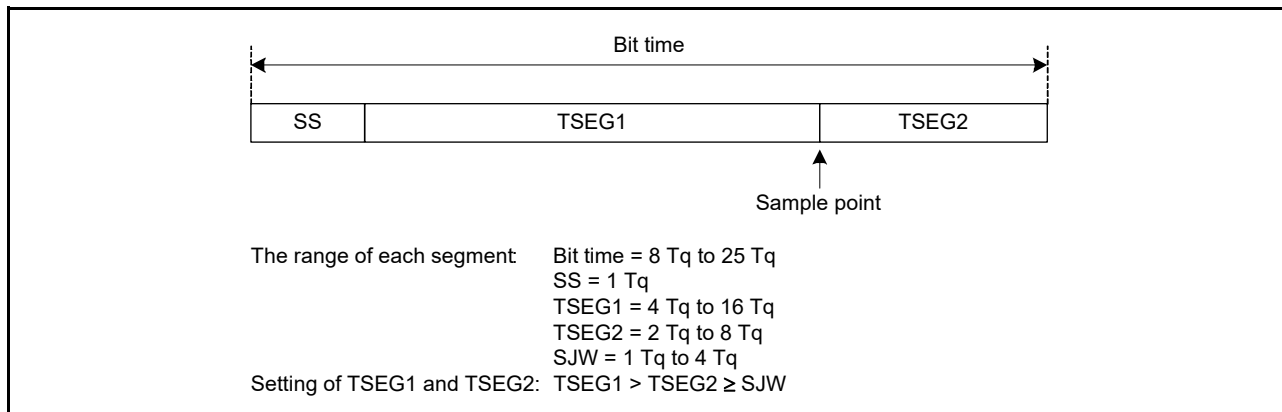 Bit time
SS TSEG1 TSEG2
Sample point
The range of each segment: Bit time = 8 Tq to 25 Tq
SS = 1 Tq
TSEG1 = 4 Tq to 16 Tq
TSEG2 = 2 Tq to 8 Tq
SJW = 1 Tq to 4 Tq
Setting of TSEG1 and TSEG2: TSEG1 > TSEG2 ≥ SJW